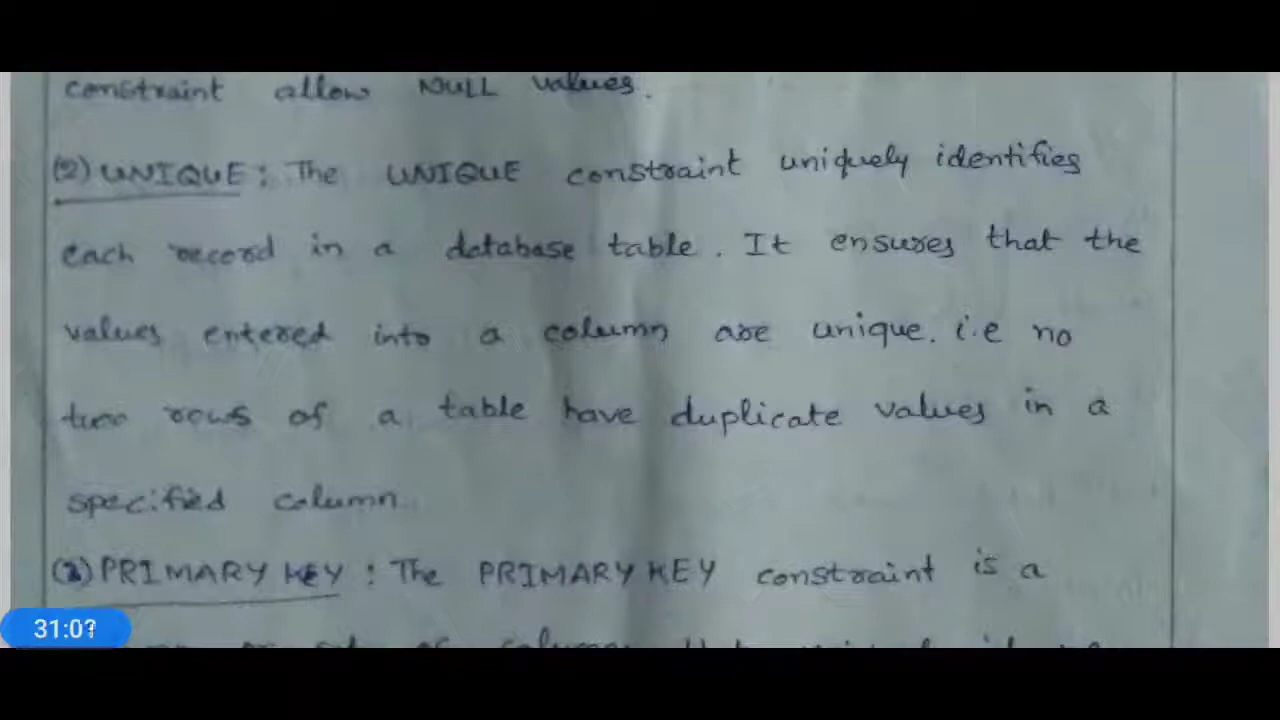 constraint allow NULL values.
(2) UNIQUE : The UNIQUE constraint uniquely identifies
each record in a database table. It ensures that the
values entered into a column are unique. i.e no
two rows of a table have duplicate values in a
specified column.
(3) PRIMARY KEY : The PRIMARY KEY constraint is a
31:0